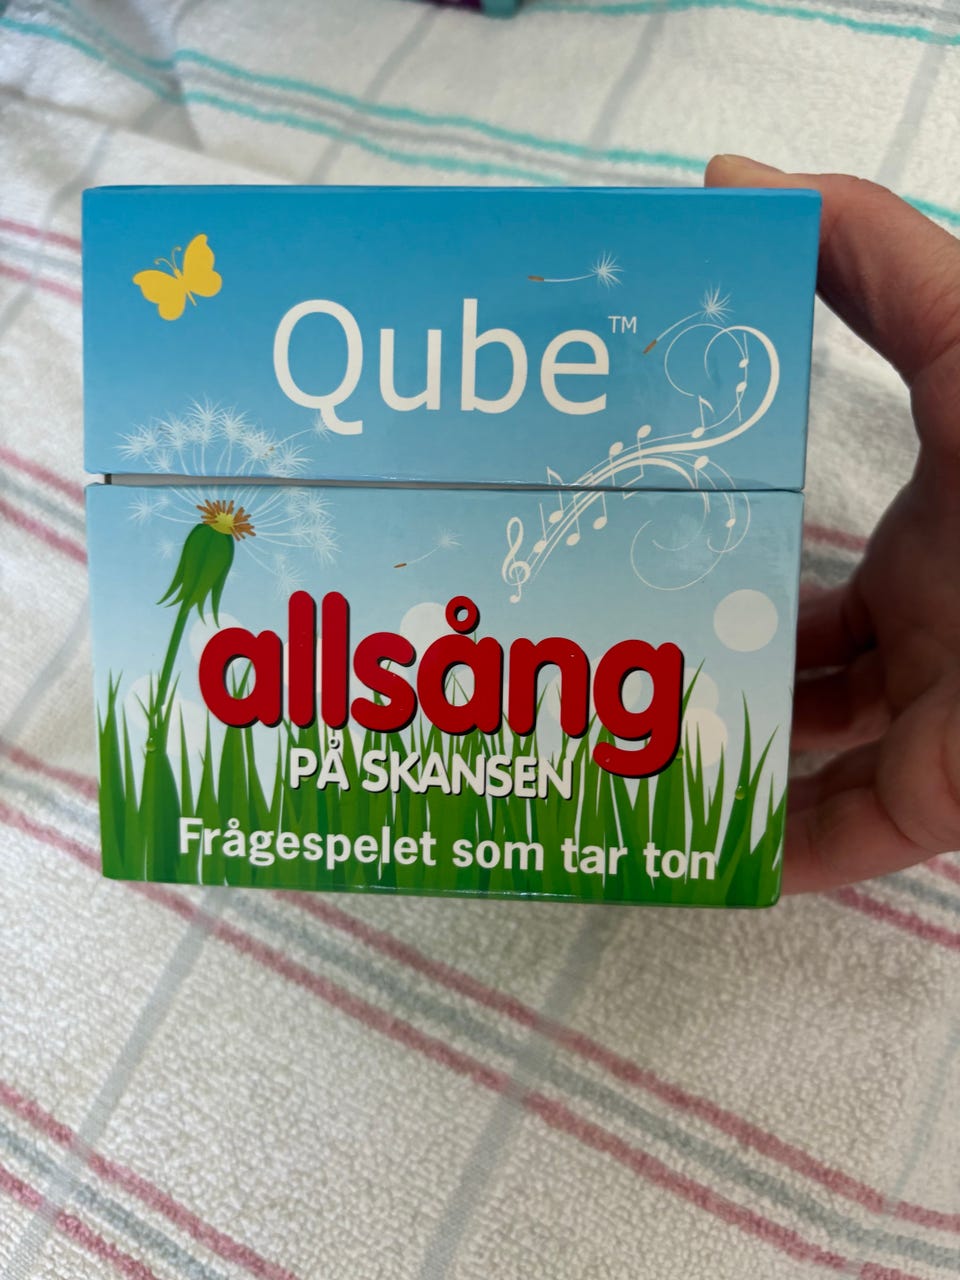 Qube™
allsång
PÅ SKANSEN
Frågespelet som tar ton